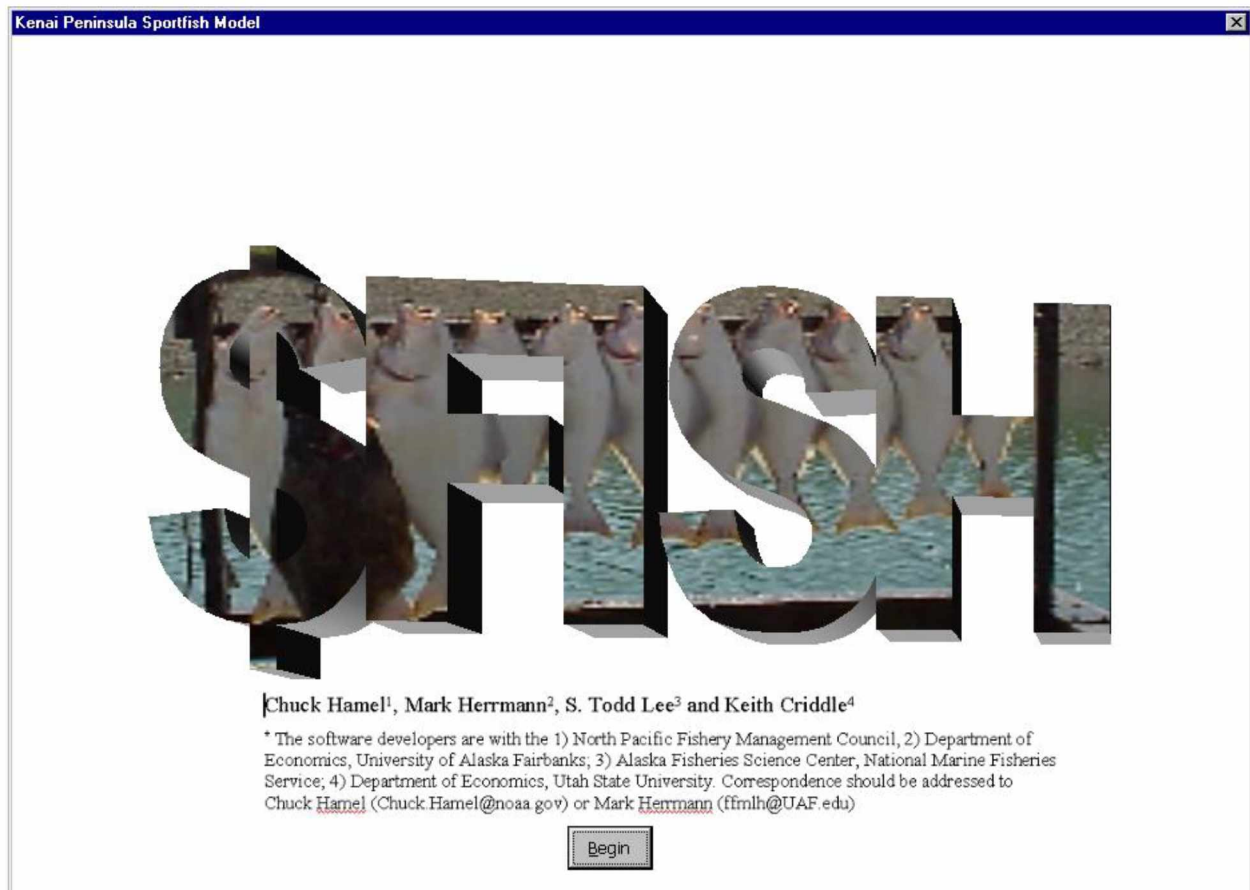 Kenai Peninsula Sportfish Model
$FISH
Chuck Hamel¹, Mark Herrmann², S. Todd Lee³ and Keith Criddle⁴
* The software developers are with the 1) North Pacific Fishery Management Council, 2) Department of
Economics, University of Alaska Fairbanks; 3) Alaska Fisheries Science Center, National Marine Fisheries
Service; 4) Department of Economics, Utah State University. Correspondence should be addressed to
Chuck Hamel (Chuck.Hamel@noaa.gov) or Mark Herrmann (ffmlh@UAF.edu)
Begin